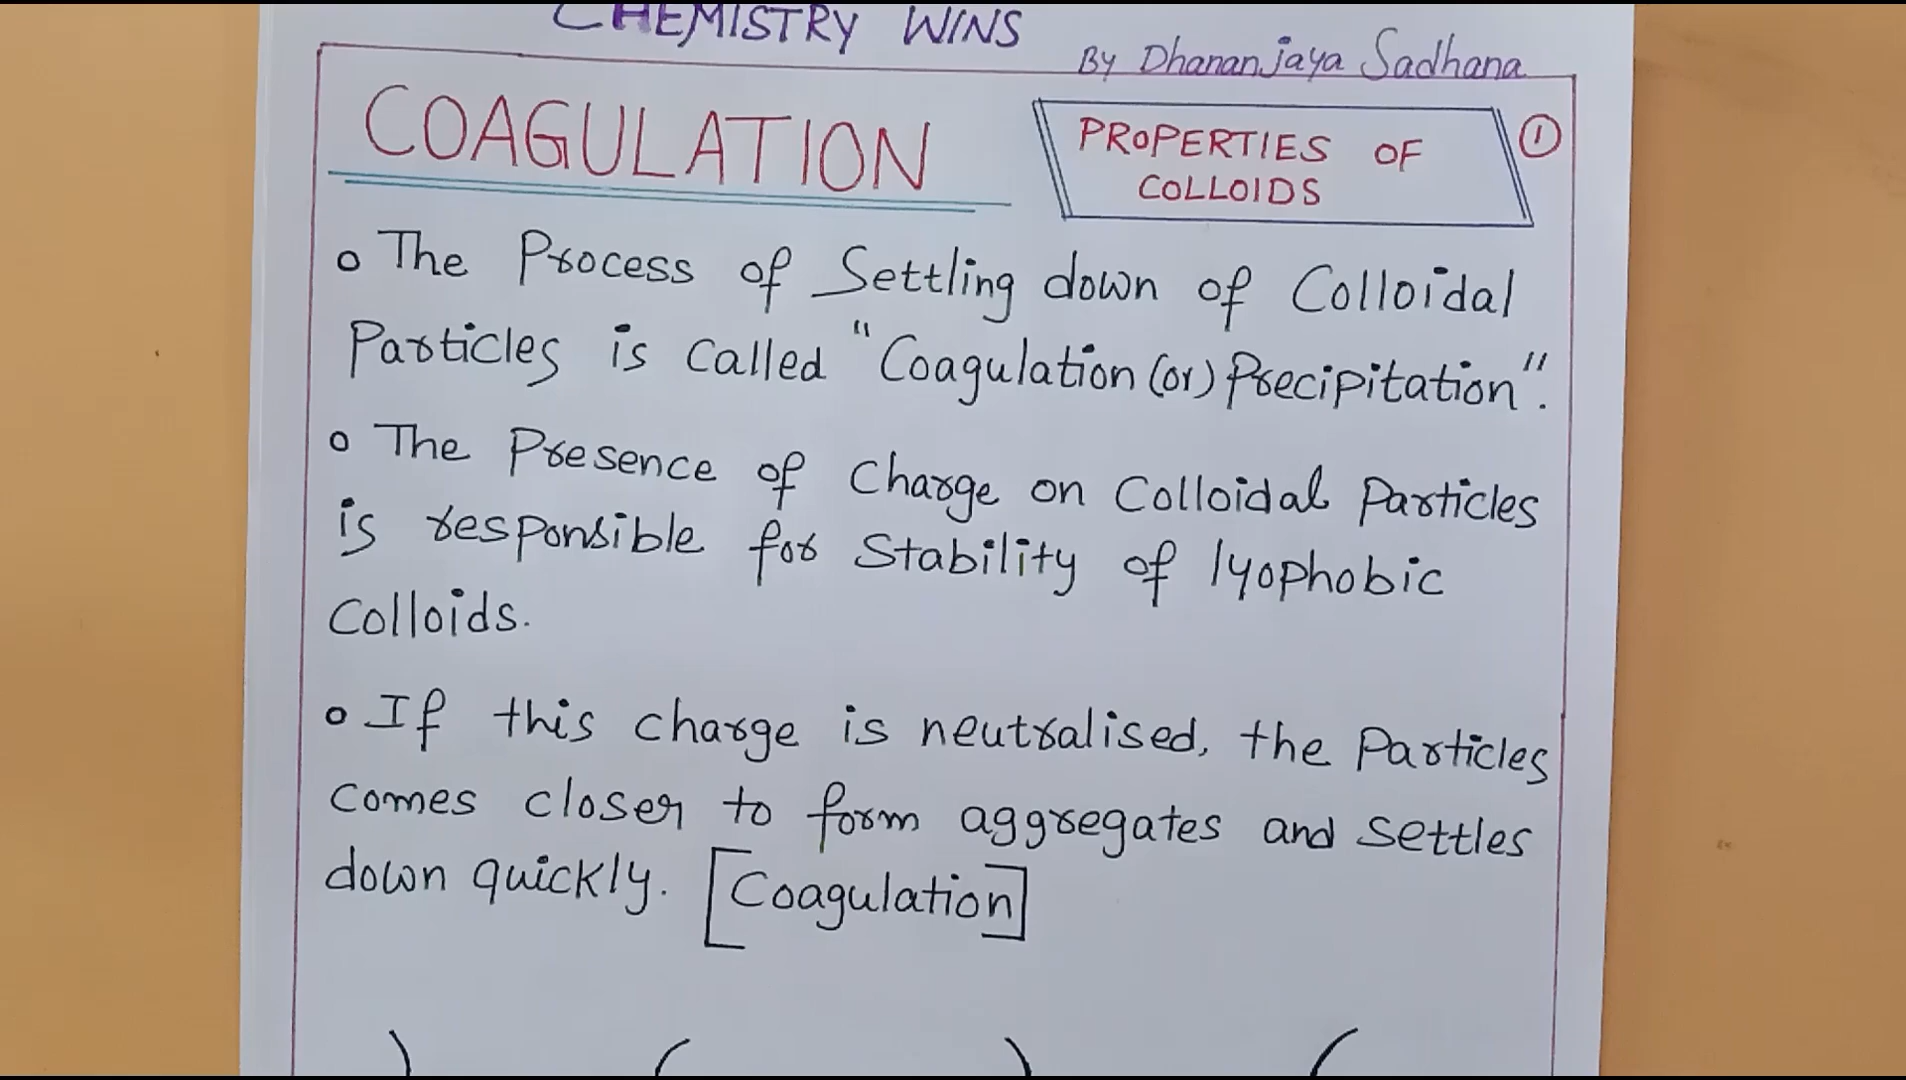 CHEMISTRY WINS
By Dhananjaya Sadhana
COAGULATION
PROPERTIES OF
COLLOIDS
1
The Process of Settling down of Colloidal
Particles is called "Coagulation (or) Precipitation".
The Presence of Charge on Colloidal Particles
is responsible for Stability of lyophobic
Colloids.
If this charge is neutralised, the Particles
comes closer to form aggregates and settles
down quickly. [Coagulation]